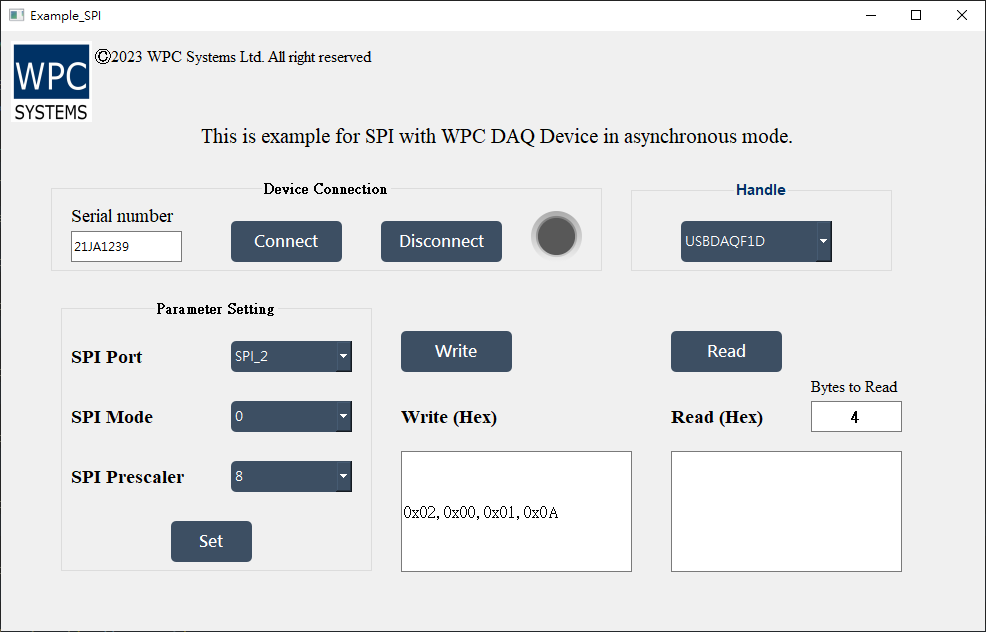 Example_SPI
WPC
SYSTEMS
©2023 WPC Systems Ltd. All right reserved
This is example for SPI with WPC DAQ Device in asynchronous mode.
Device Connection
Serial number
21JA1239
Connect
Disconnect
Handle
USBDAQF1D
Parameter Setting
SPI Port
SPI_2
SPI Mode
0
SPI Prescaler
8
Set
Write
Write (Hex)
0x02, 0x00, 0x01, 0x0A
Read
Bytes to Read
Read (Hex)
4